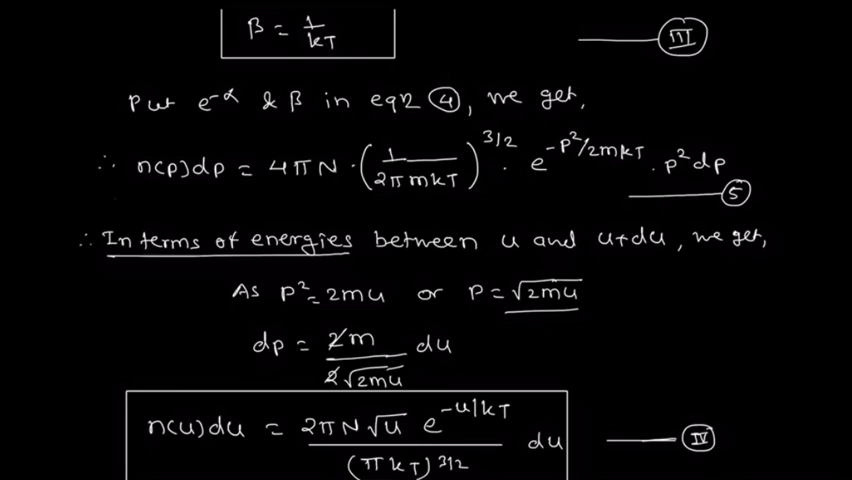 β = 1/kT ——— III
Put e^-α & β in eqn ④, we get,
∴ n(p)dp = 4πN · (1/2πmkT)^3/2 · e^-p²/2mkT · p²dp ——— ⑤
∴ In terms of energies between u and u+du, we get,
As p² = 2mu or p = √2mu
dp = 2m/2√2mu du
n(u)du = 2πN√u e^-u/kT / (πkT)^3/2 du ——— IV